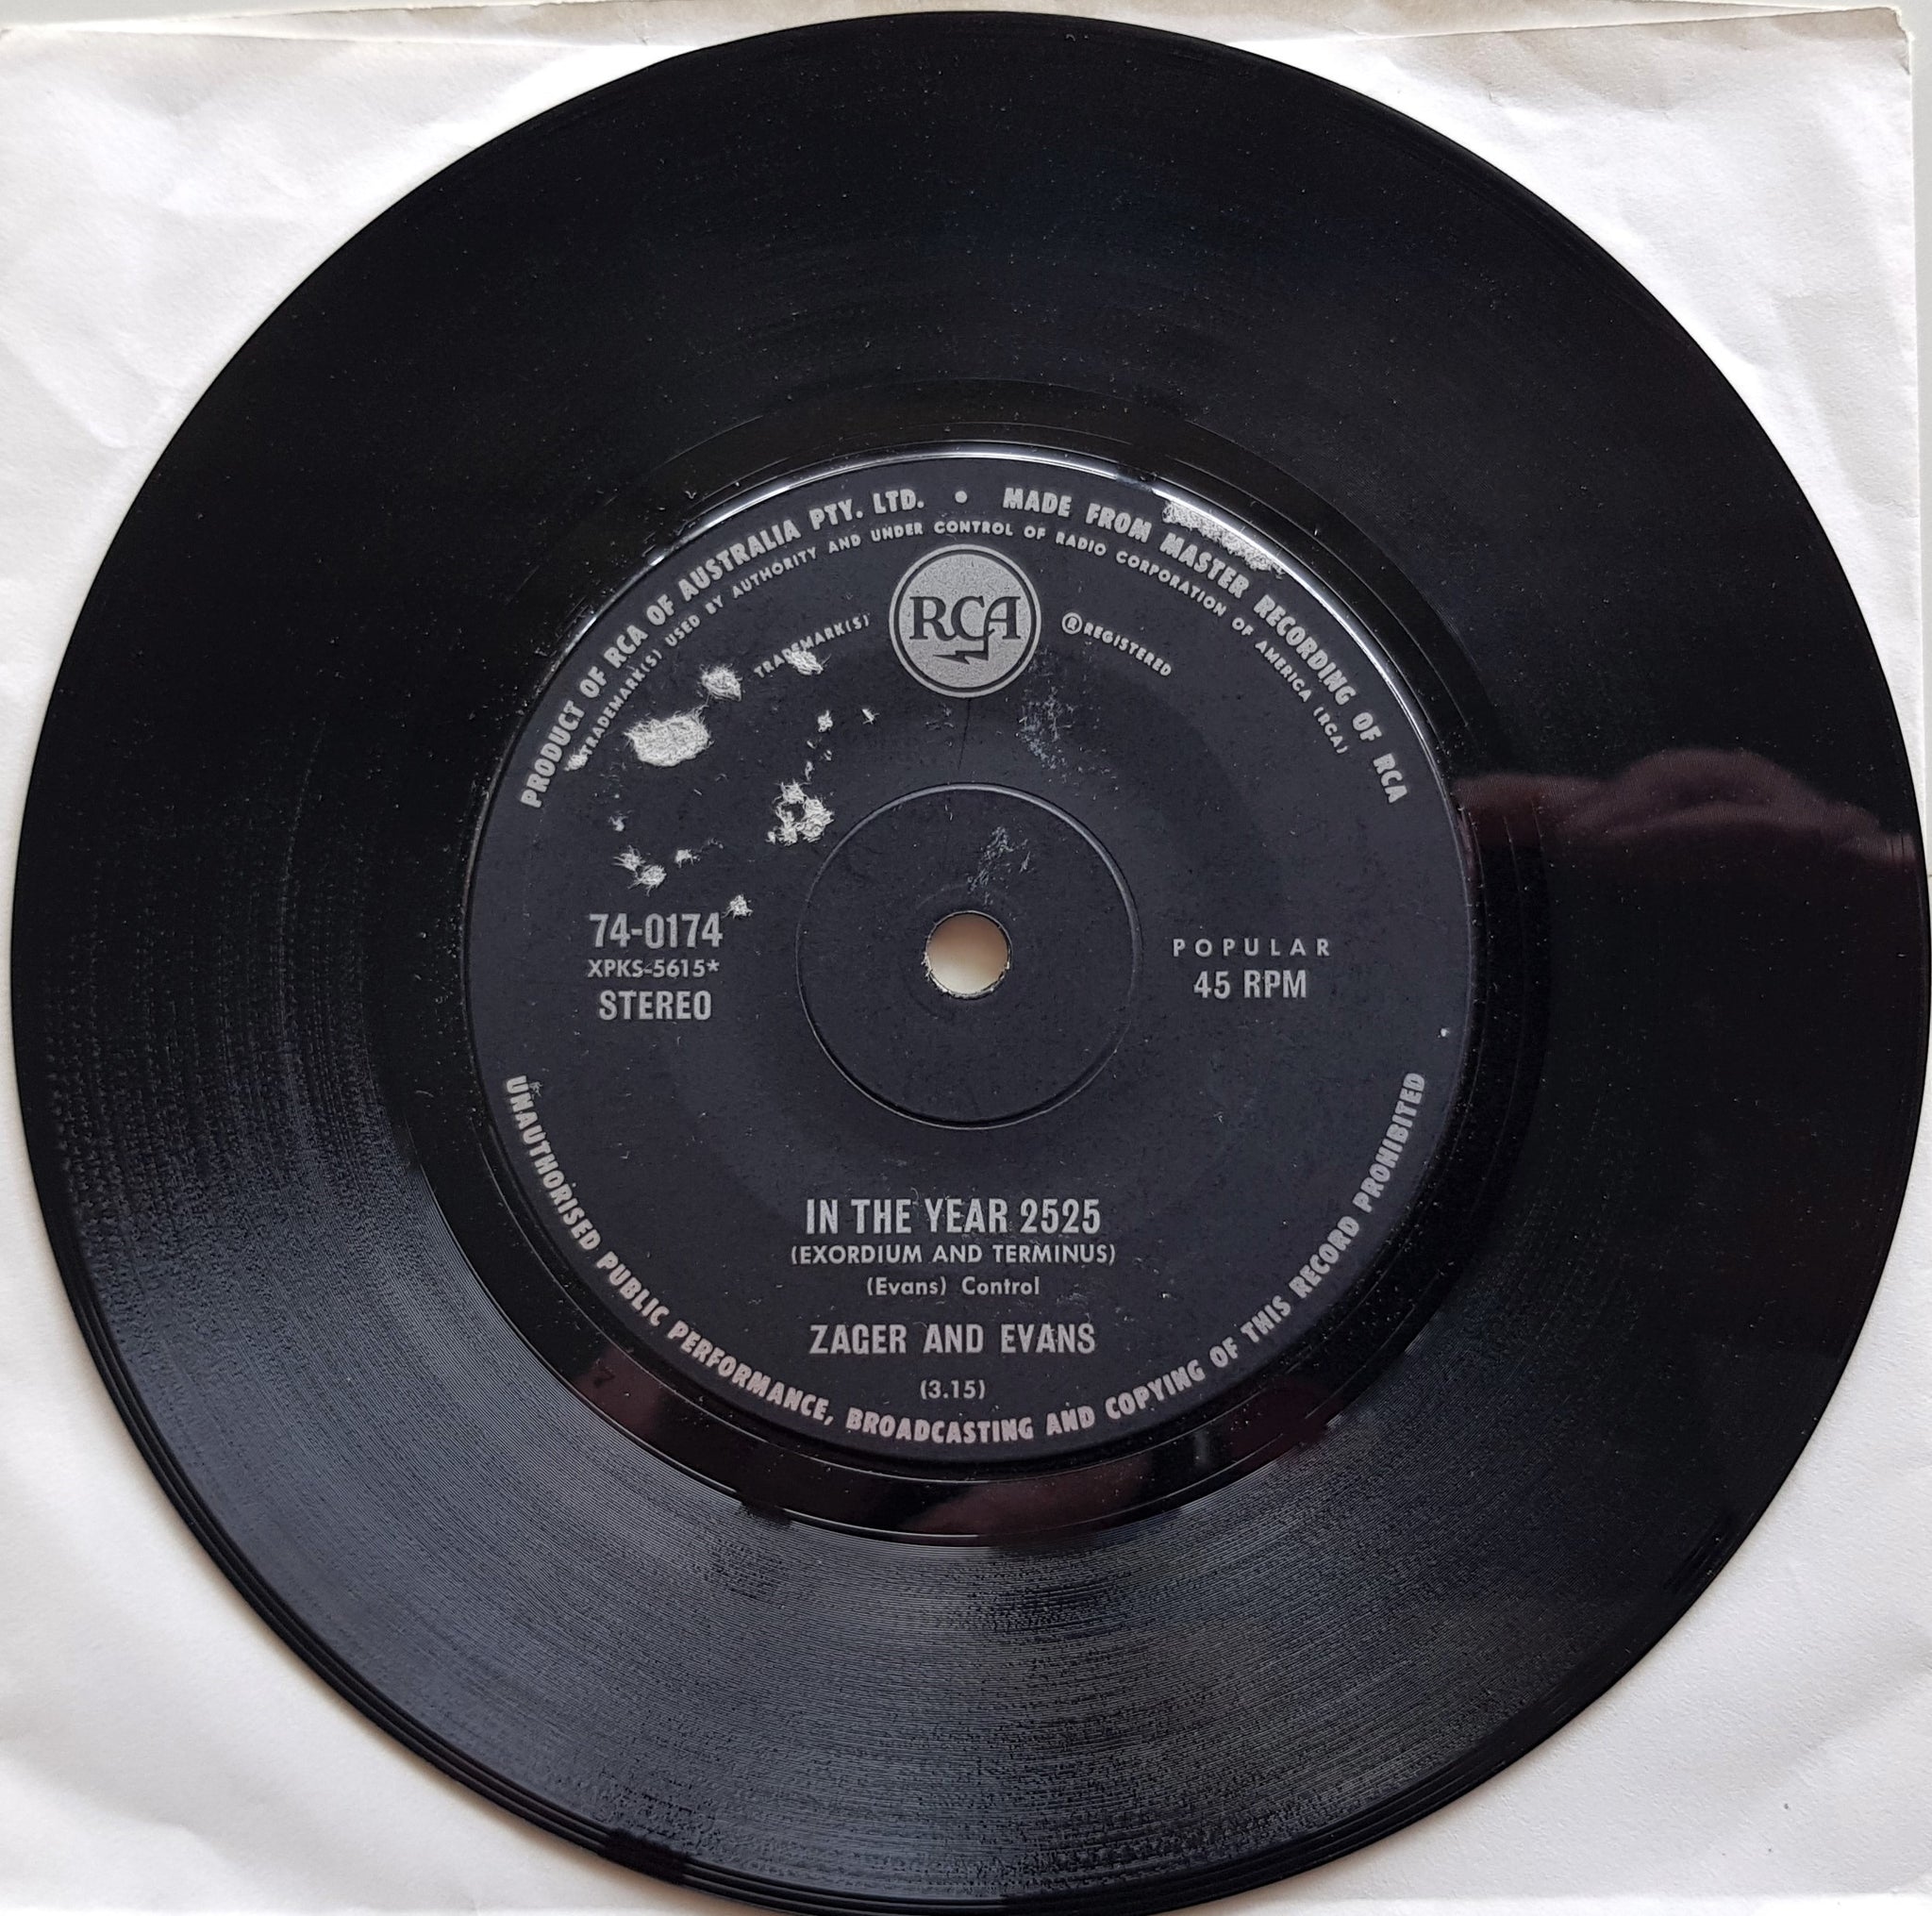 PRODUCT OF RCA OF AUSTRALIA PTY. LTD. • MADE FROM MASTER RECORDING OF RCA
TRADEMARK(S) USED BY AUTHORITY AND UNDER CONTROL OF RADIO CORPORATION OF AMERICA (RCA)
TRADEMARK(S) RCA ® REGISTERED
74-0174
XPKS-5615*
STEREO
POPULAR
45 RPM
IN THE YEAR 2525
(EXORDIUM AND TERMINUS)
(Evans) Control
ZAGER AND EVANS
(3.15)
UNAUTHORISED PUBLIC PERFORMANCE, BROADCASTING AND COPYING OF THIS RECORD PROHIBITED